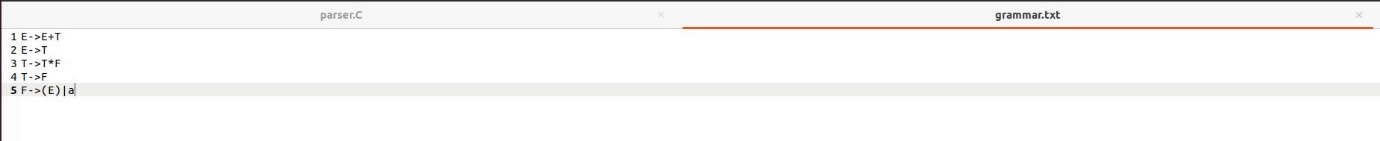 parser.C × grammar.txt ×
1 E->E+T
2 E->T
3 T->T*F
4 T->F
5 F->(E)|a